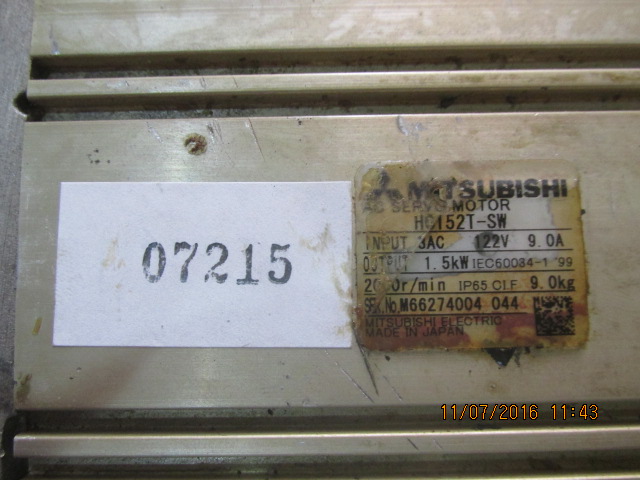 07215
MITSUBISHI
AC SERVO MOTOR
HC152T-SW
INPUT 3AC 122V 9.0A
OUTPUT 1.5kW IEC60034-1 '99
2000r/min IP65 Cl.F 9.0kg
SER.No.M66274004 044
MITSUBISHI ELECTRIC
MADE IN JAPAN
11/07/2016 11:43